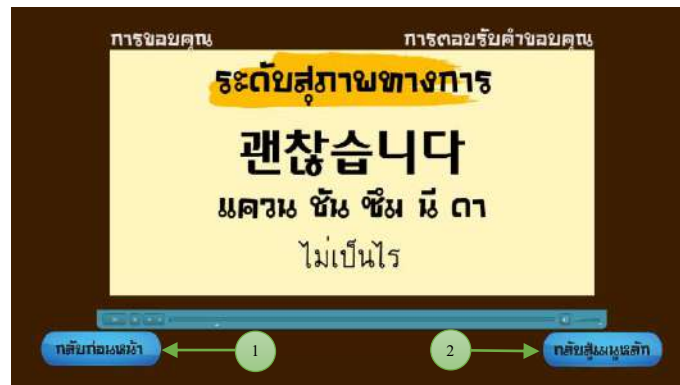 การขอบคุณ การตอบรับคำขอบคุณ
ระดับสุภาพทางการ
괜찮습니다
แควน ชัน ซึม นี ดา
ไม่เป็นไร
กลับก่อนหน้า 1 2 กลับสู่เมนูหลัก